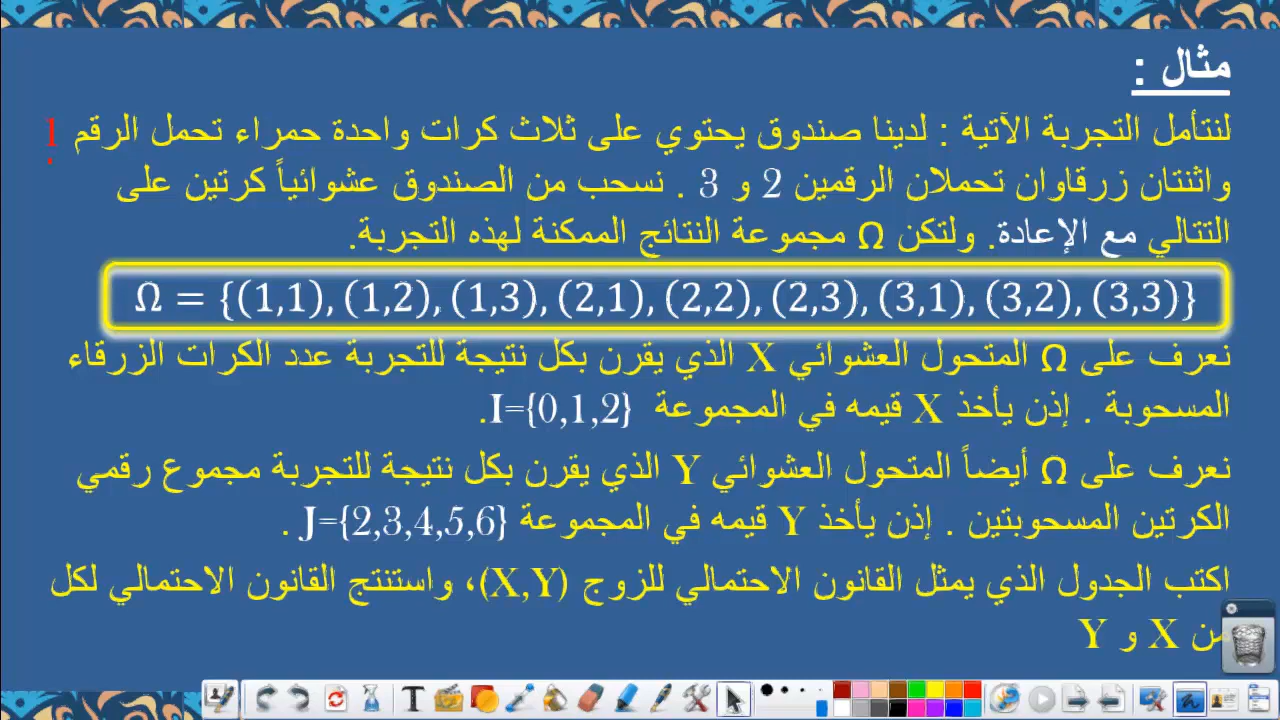 مثال :
لنتأمل التجربة الآتية : لدينا صندوق يحتوي على ثلاث كرات واحدة حمراء تحمل الرقم 1
واثنتان زرقاوان تحملان الرقمين 2 و 3 . نسحب من الصندوق عشوائياً كرتين على
التتالي مع الإعادة. ولتكن Ω مجموعة النتائج الممكنة لهذه التجربة.
Ω = {(1,1), (1,2), (1,3), (2,1), (2,2), (2,3), (3,1), (3,2), (3,3)}
نعرف على Ω المتحول العشوائي X الذي يقرن بكل نتيجة للتجربة عدد الكرات الزرقاء
المسحوبة . إذن يأخذ X قيمه في المجموعة I={0,1,2}.
نعرف على Ω أيضاً المتحول العشوائي Y الذي يقرن بكل نتيجة للتجربة مجموع رقمي
الكرتين المسحوبتين . إذن يأخذ Y قيمه في المجموعة J={2,3,4,5,6} .
اكتب الجدول الذي يمثل القانون الاحتمالي للزوج (X,Y)، واستنتج القانون الاحتمالي لكل
من X و Y
T